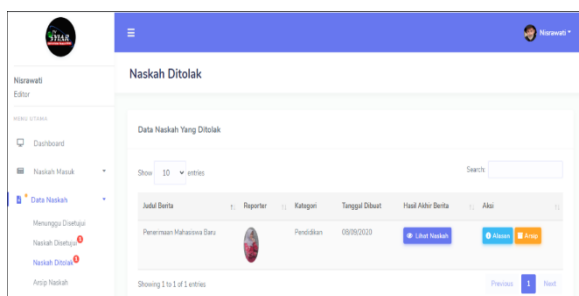 SYIAR
Nisrawati
Nisrawati
Editor
MENU UTAMA
Dashboard
Naskah Masuk
Data Naskah
Menunggu Disetujui
Naskah Disetujui
Naskah Ditolak
Arsip Naskah
Naskah Ditolak
Data Naskah Yang Ditolak
Show 10 entries
Search:
Judul Berita Reporter Kategori Tanggal Dibuat Hasil Akhir Berita Aksi
Penerimaan Mahasiswa Baru Pendidikan 08/09/2020 Lihat Naskah Alasan Arsip
Showing 1 to 1 of 1 entries
Previous 1 Next